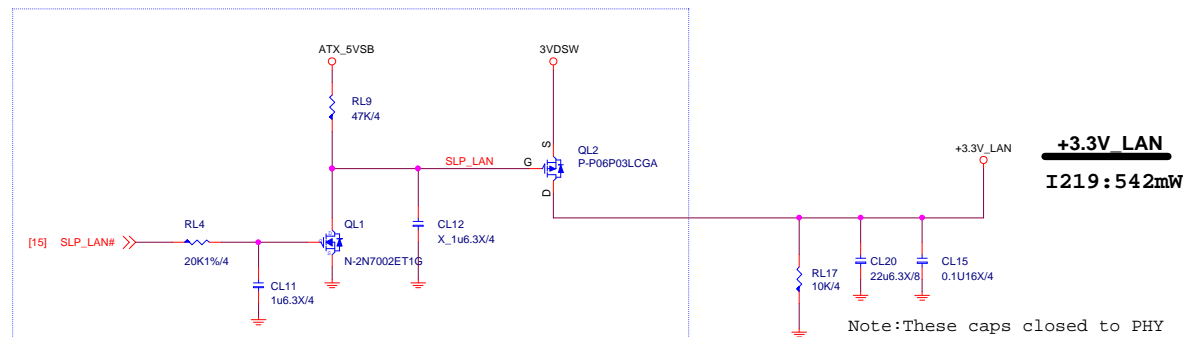 ATX_5VSB
3VDSW
RL9
47K/4
SLP_LAN
G
S
D
QL2
P-P06P03LCGA
+3.3V_LAN
+3.3V_LAN
I219:542mW
[15] SLP_LAN#
RL4
20K1%/4
QL1
N-2N7002ET1G
CL12
X_1u6.3X/4
CL11
1u6.3X/4
RL17
10K/4
CL20
22u6.3X/8
CL15
0.1U16X/4
Note:These caps closed to PHY